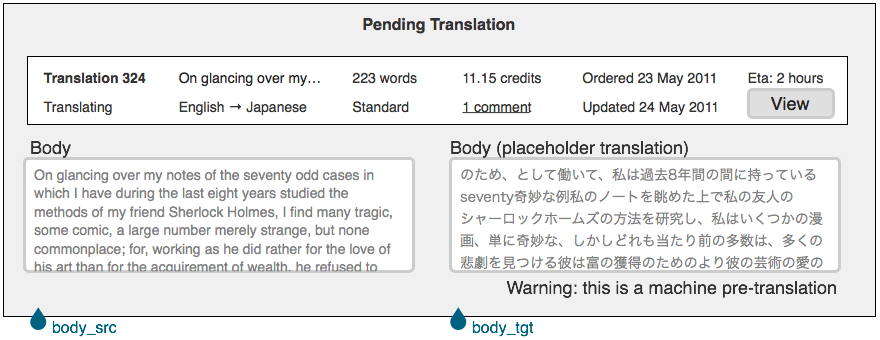 Pending Translation
Translation 324 On glancing over my… 223 words 11.15 credits Ordered 23 May 2011 Eta: 2 hours
Translating English → Japanese Standard 1 comment Updated 24 May 2011 View
Body
On glancing over my notes of the seventy odd cases in
which I have during the last eight years studied the
methods of my friend Sherlock Holmes, I find many tragic,
some comic, a large number merely strange, but none
commonplace; for, working as he did rather for the love of
his art than for the acquirement of wealth, he refused to
Body (placeholder translation)
のため、として働いて、私は過去8年間の間に持っている
seventy奇妙な例私のノートを眺めた上で私の友人の
シャーロックホームズの方法を研究し、私はいくつかの漫
画、単に奇妙な、しかしどれも当たり前の多数は、多くの
悲劇を見つける彼は富の獲得のためのより彼の芸術の愛の
Warning: this is a machine pre-translation
body_src
body_tgt